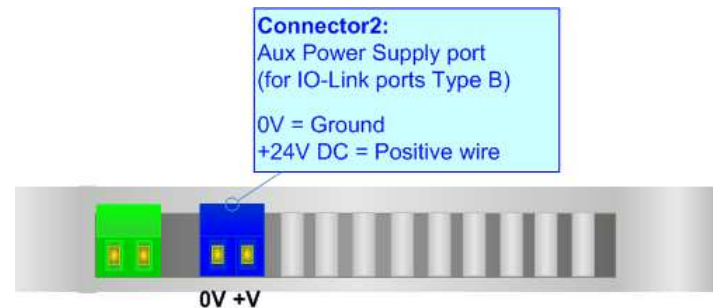 Connector2:
Aux Power Supply port
(for IO-Link ports Type B)
0V = Ground
+24V DC = Positive wire
0V +V